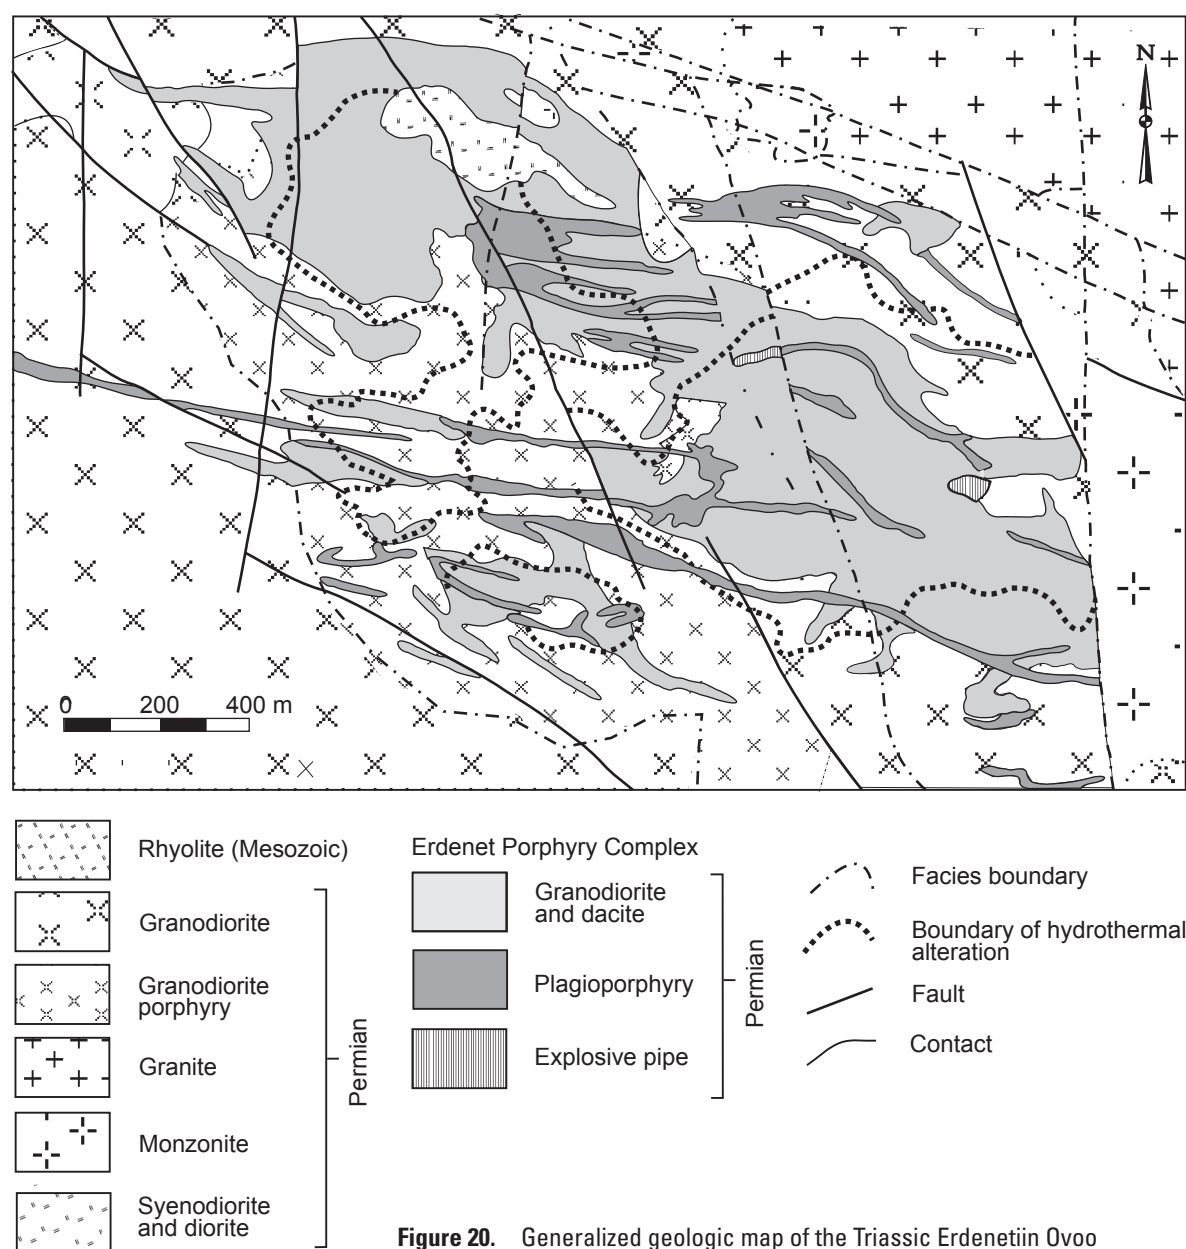 N
0 200 400 m
Rhyolite (Mesozoic)
Granodiorite
Granodiorite
porphyry
Granite
Monzonite
Syenodiorite
and diorite
Permian
Erdenet Porphyry Complex
Granodiorite
and dacite
Plagioporphyry
Explosive pipe
Permian
Facies boundary
Boundary of hydrothermal
alteration
Fault
Contact
Figure 20. Generalized geologic map of the Triassic Erdenetiin Ovoo